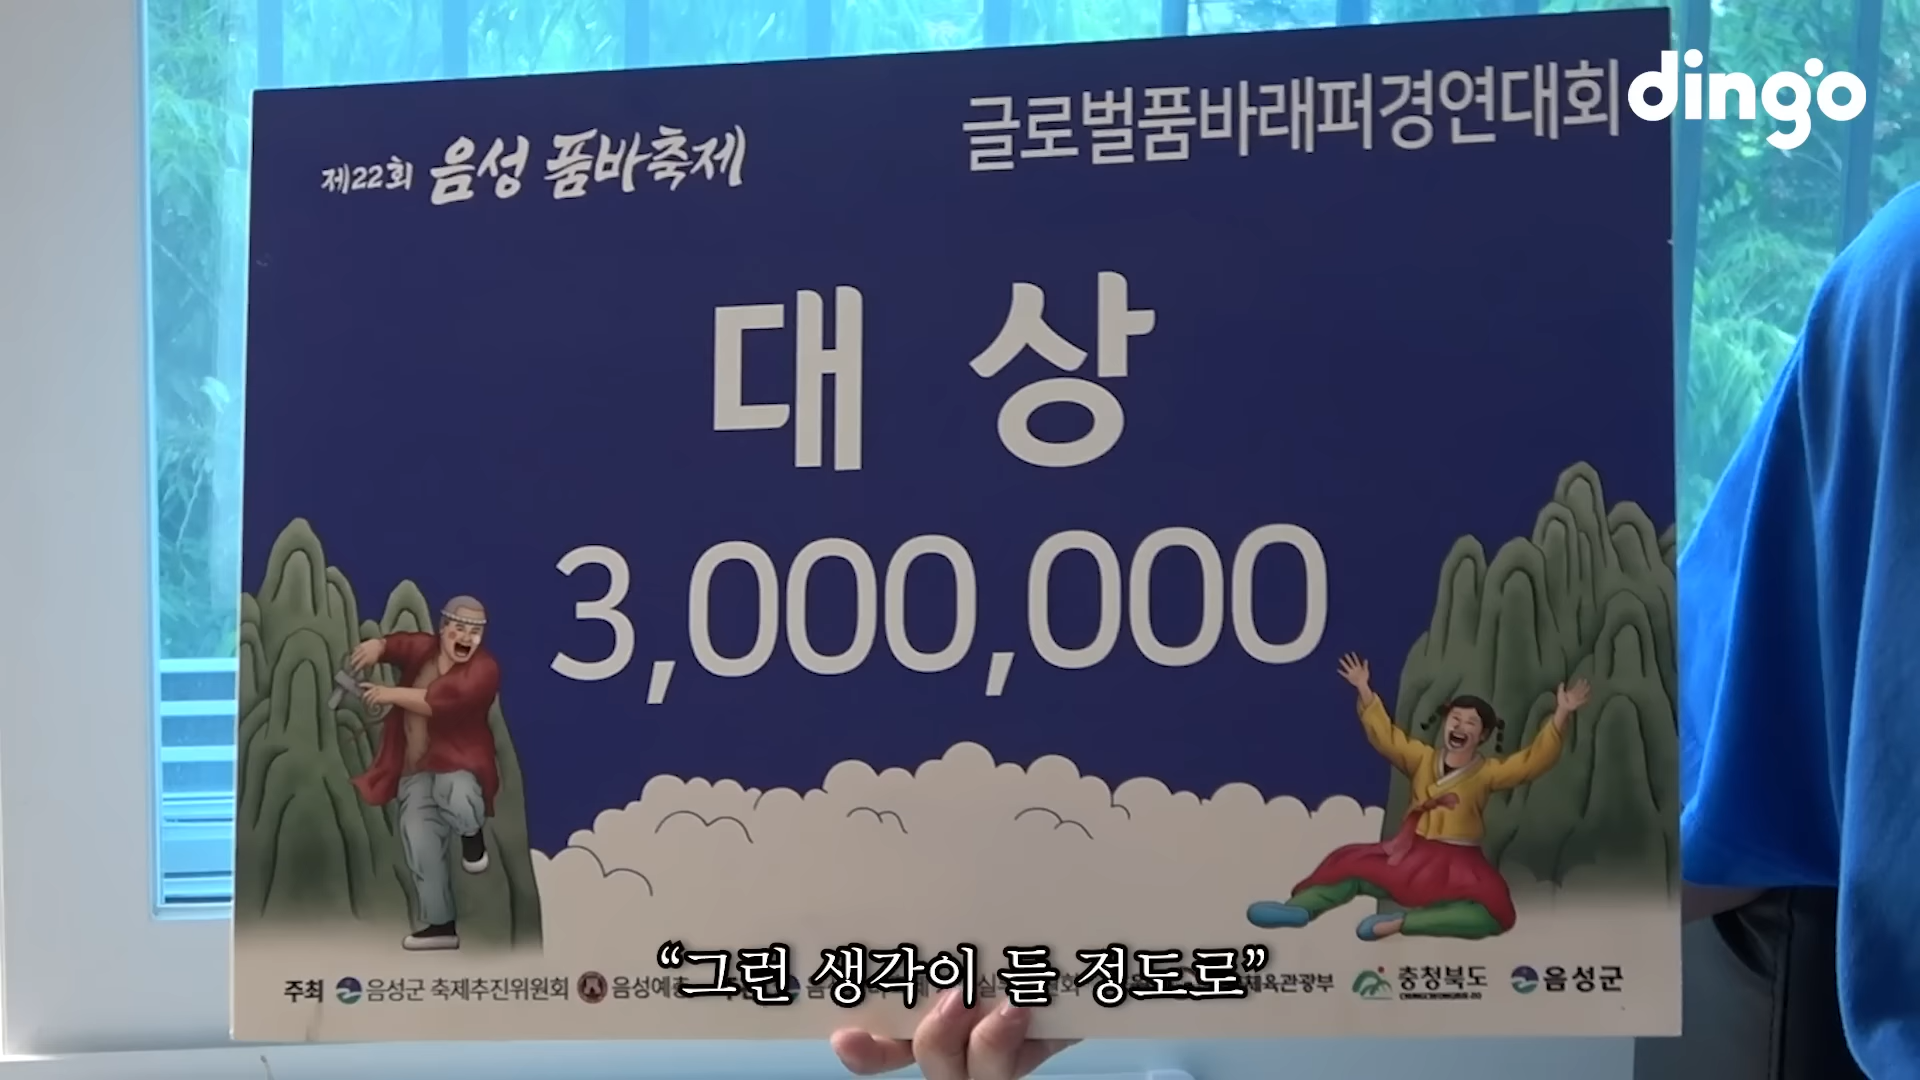 dingo
제22회 음성 품바축제
글로벌품바래퍼경연대회
대 상
3,000,000
주최 음성군 축제추진위원회 음성예총 체육관광부 충청북도 음성군
“그런 생각이 들 정도로”